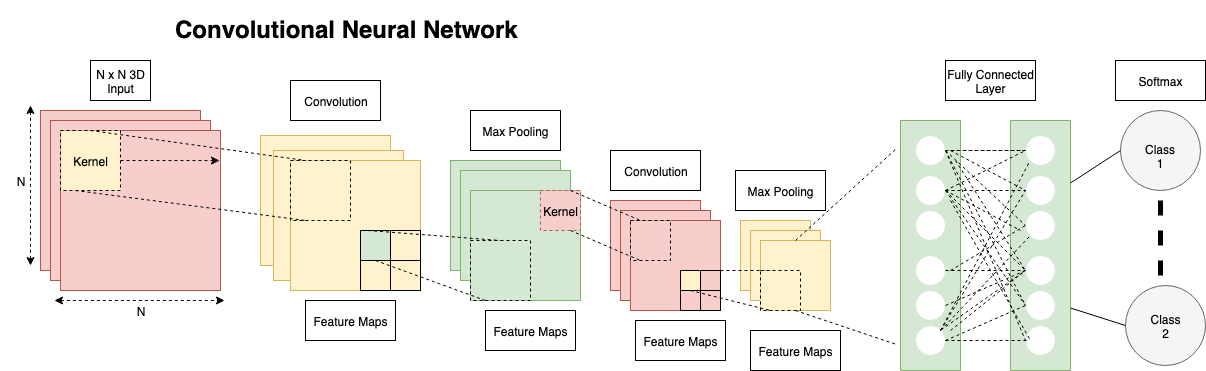 Convolutional Neural Network
N x N 3D
Input
Kernel
N
N
Convolution
Feature Maps
Max Pooling
Kernel
Feature Maps
Convolution
Feature Maps
Max Pooling
Feature Maps
Fully Connected
Layer
Softmax
Class
1
Class
2